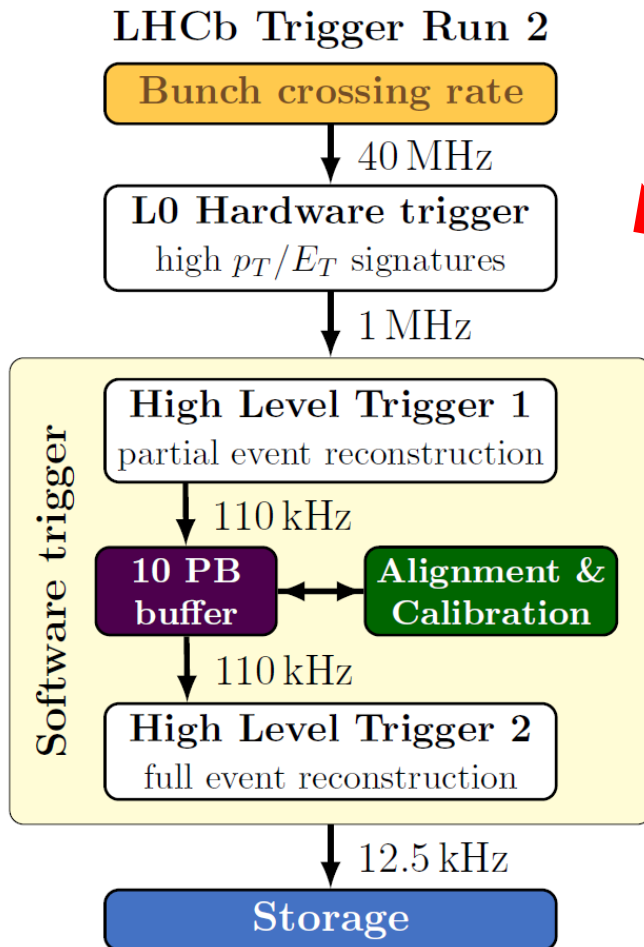 LHCb Trigger Run 2
Bunch crossing rate
40 MHz
L0 Hardware trigger
high p_T/E_T signatures
1 MHz
Software trigger
High Level Trigger 1
partial event reconstruction
110 kHz
10 PB
buffer
Alignment &
Calibration
110 kHz
High Level Trigger 2
full event reconstruction
12.5 kHz
Storage